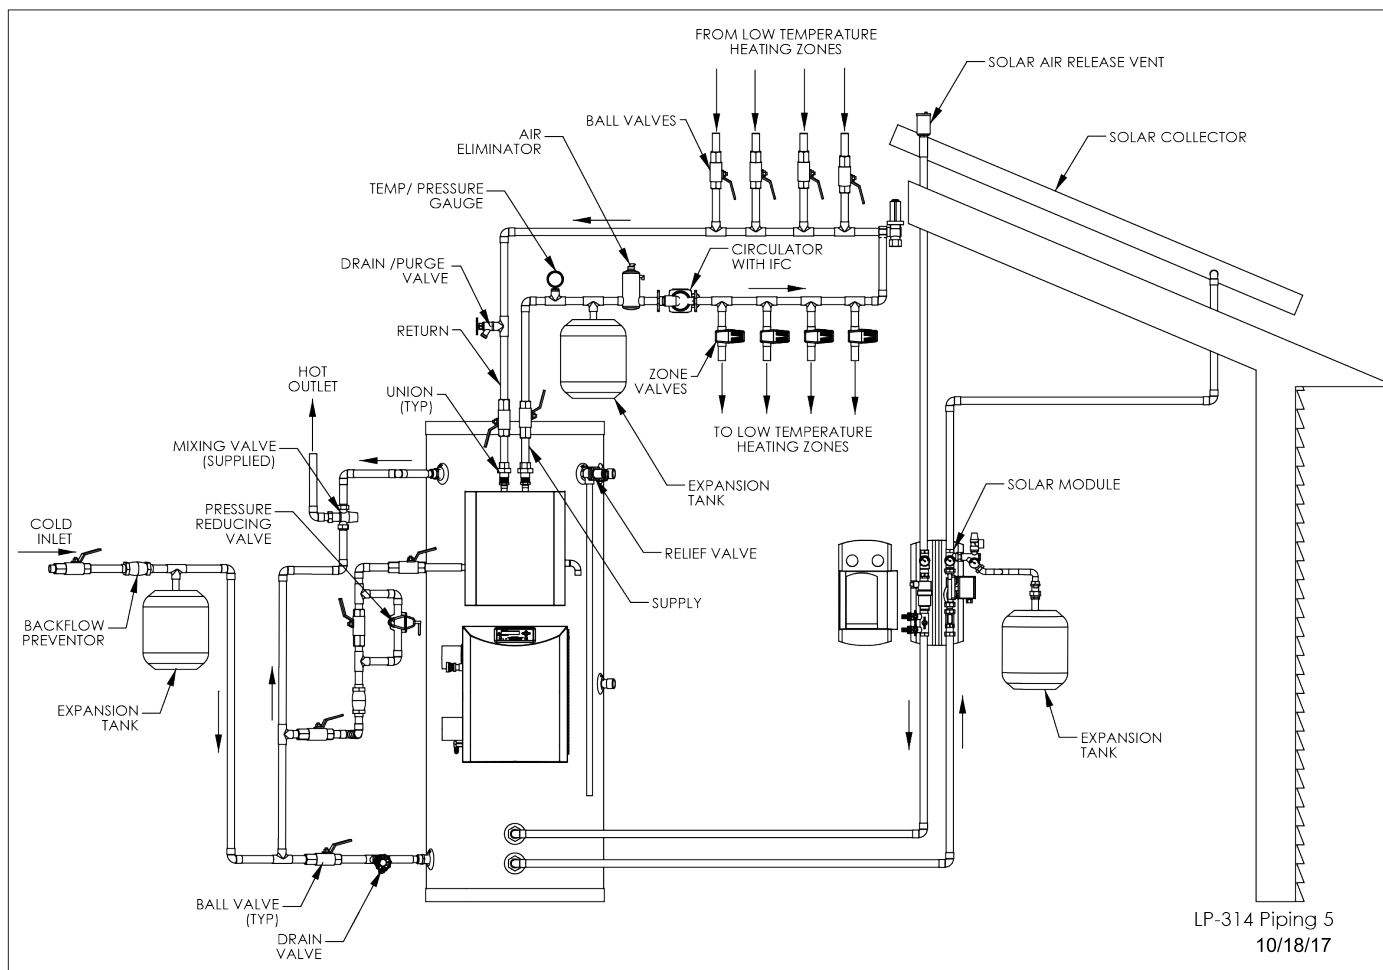 FROM LOW TEMPERATURE
HEATING ZONES
SOLAR AIR RELEASE VENT
BALL VALVES
AIR
ELIMINATOR
SOLAR COLLECTOR
TEMP/ PRESSURE
GAUGE
CIRCULATOR
WITH IFC
DRAIN /PURGE
VALVE
RETURN
HOT
OUTLET
UNION
(TYP)
ZONE
VALVES
TO LOW TEMPERATURE
HEATING ZONES
MIXING VALVE
(SUPPLIED)
EXPANSION
TANK
SOLAR MODULE
PRESSURE
REDUCING
VALVE
COLD
INLET
RELIEF VALVE
SUPPLY
BACKFLOW
PREVENTOR
EXPANSION
TANK
EXPANSION
TANK
BALL VALVE
(TYP)
DRAIN
VALVE
LP-314 Piping 5
10/18/17